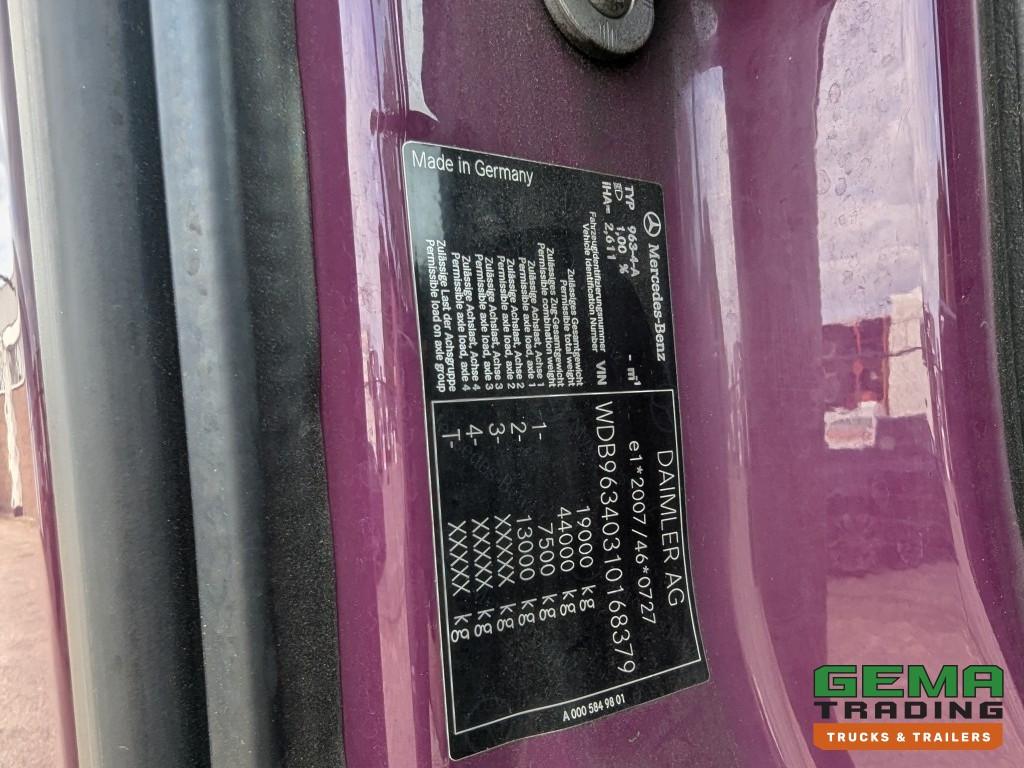 Mercedes-Benz
TYP 963-4-A
1,00 % - m¹
IHA= 2,611
Fahrzeugidentifizierungsnummer
Vehicle Identification Number VIN
Zulässiges Gesamtgewicht
Permissible total weight
Zulässiges Zug-Gesamtgewicht
Permissible combination weight
Zulässige Achslast, Achse 1
Permissible axle load, axle 1
Zulässige Achslast, Achse 2
Permissible axle load, axle 2
Zulässige Achslast, Achse 3
Permissible axle load, axle 3
Zulässige Achslast, Achse 4
Permissible axle load, axle 4
Zulässige Last der Achsgruppe
Permissible load on axle group
Made in Germany
DAIMLER AG
e1*2007/46*0727
WDB96340310168379
19000 kg
44000 kg
1- 7500 kg
2- 13000 kg
3- XXXXX kg
4- XXXXX kg
T- XXXXX kg
A 000 584 98 01
GEMA
TRADING
TRUCKS & TRAILERS